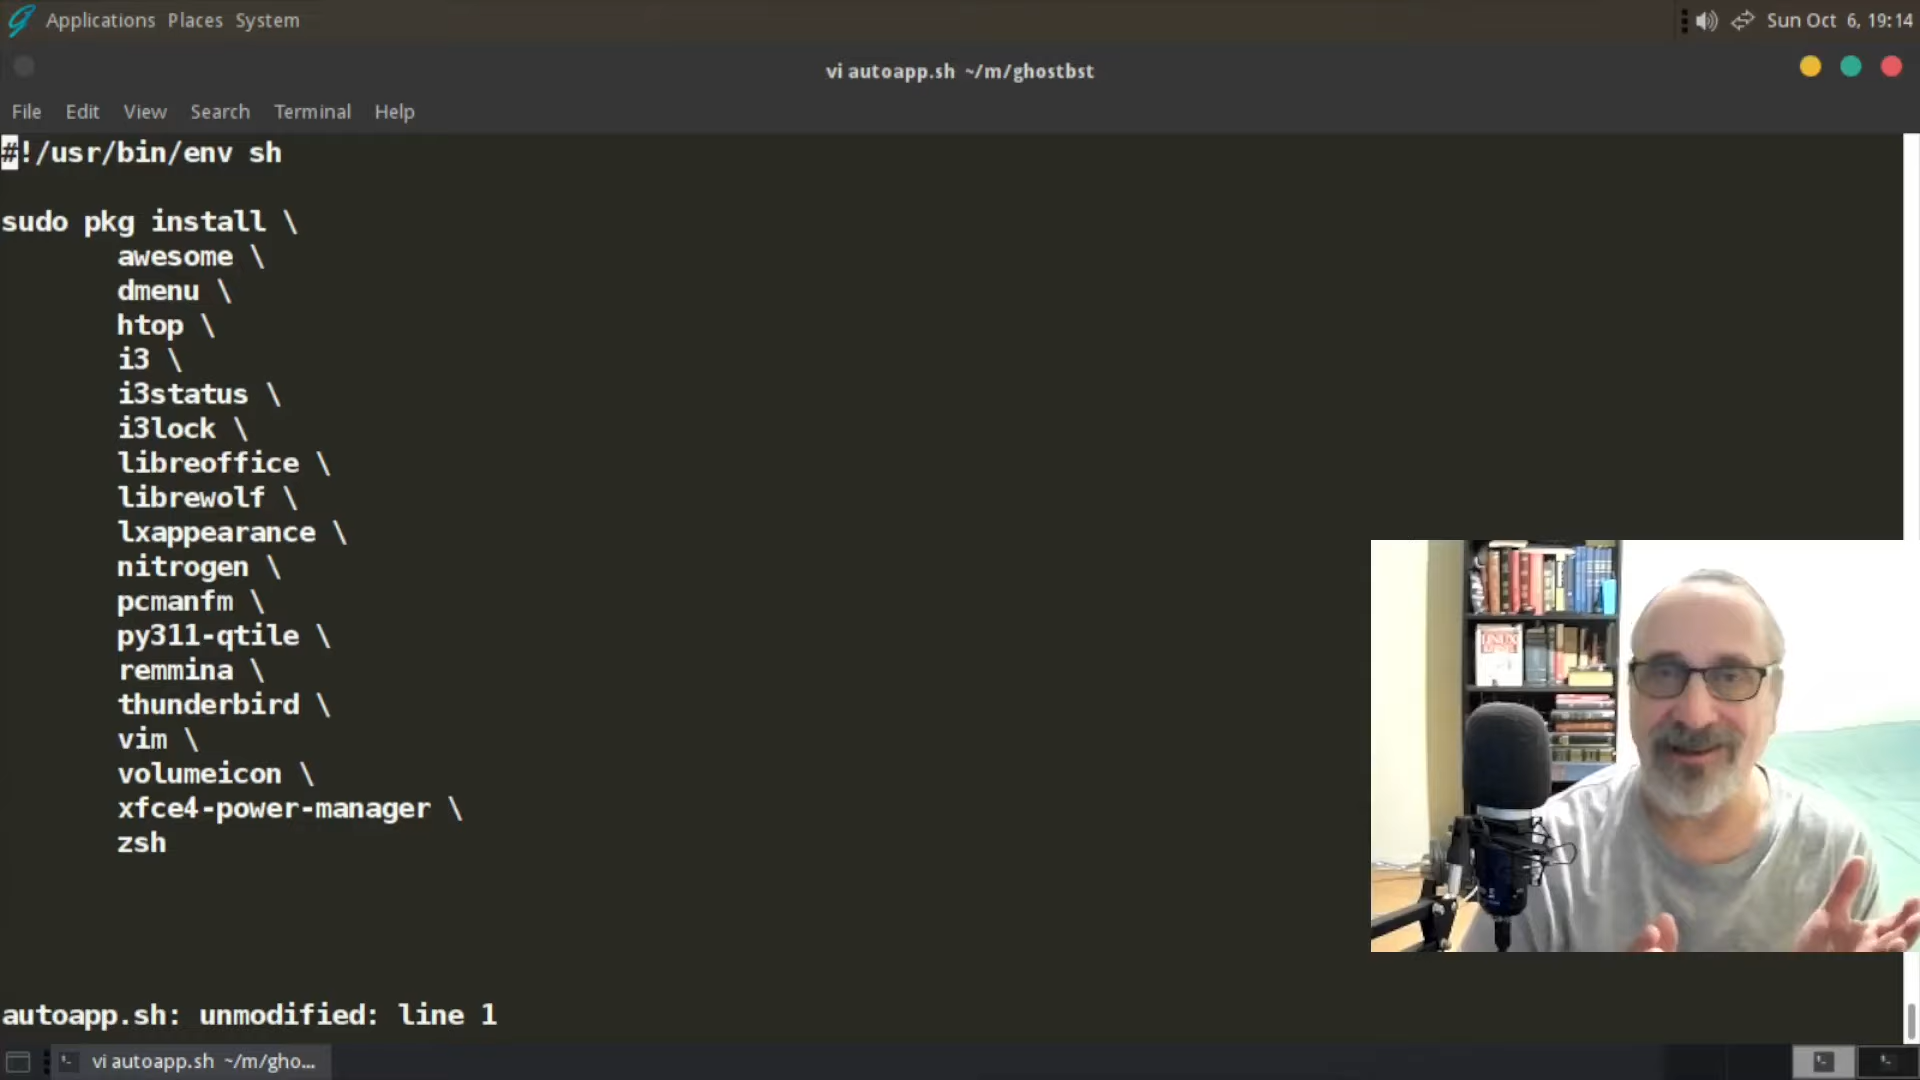 Applications Places System
Sun Oct 6, 19:14
vi autoapp.sh ~/m/ghostbst
File Edit View Search Terminal Help
#!/usr/bin/env sh
sudo pkg install \
awesome \
dmenu \
htop \
i3 \
i3status \
i3lock \
libreoffice \
librewolf \
lxappearance \
nitrogen \
pcmanfm \
py311-qtile \
remmina \
thunderbird \
vim \
volumeicon \
xfce4-power-manager \
zsh
LINUX
autoapp.sh: unmodified: line 1
vi autoapp.sh ~/m/gho...